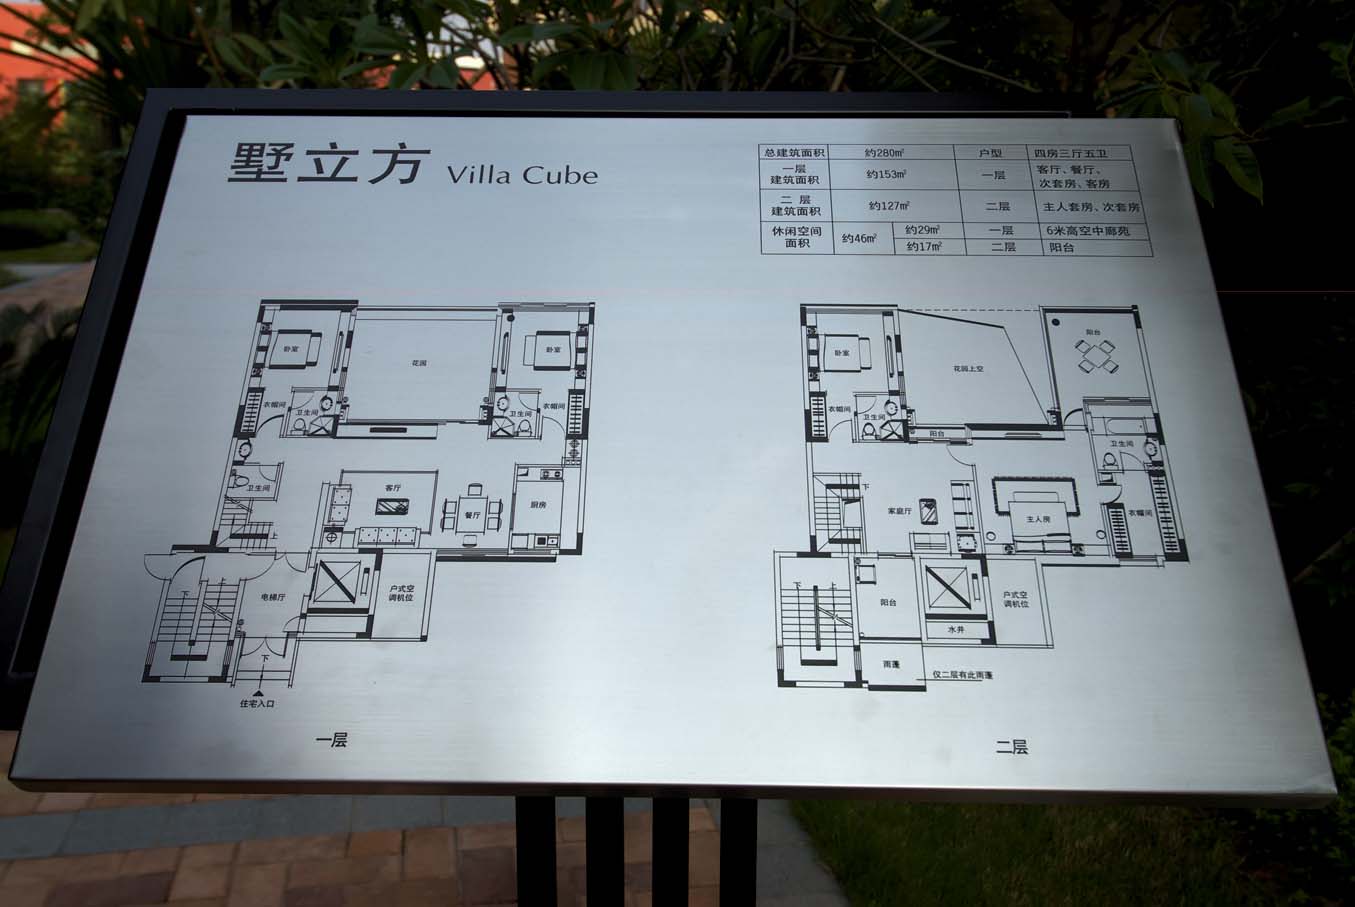 墅立方 Villa Cube
总建筑面积 约280㎡ 户型 四房三厅五卫
一层
建筑面积 约153㎡ 一层 客厅、餐厅、
次套房、客房
二层
建筑面积 约127㎡ 二层 主人套房、次套房
休闲空间
面积 约46㎡ 约29㎡ 一层 6米高空中廊苑
约17㎡ 二层 阳台
卧室 花园 卧室
衣帽间 卫生间 卫生间 衣帽间
卫生间 客厅 餐厅 厨房
上
下 上 电梯厅 户式空
调机位
下
住宅入口
一层
卧室 花园上空 阳台
衣帽间 卫生间 阳台 卫生间
下 家庭厅 主人房 衣帽间
下 上 阳台 户式空
调机位
水井
雨蓬 仅二层有此雨蓬
二层